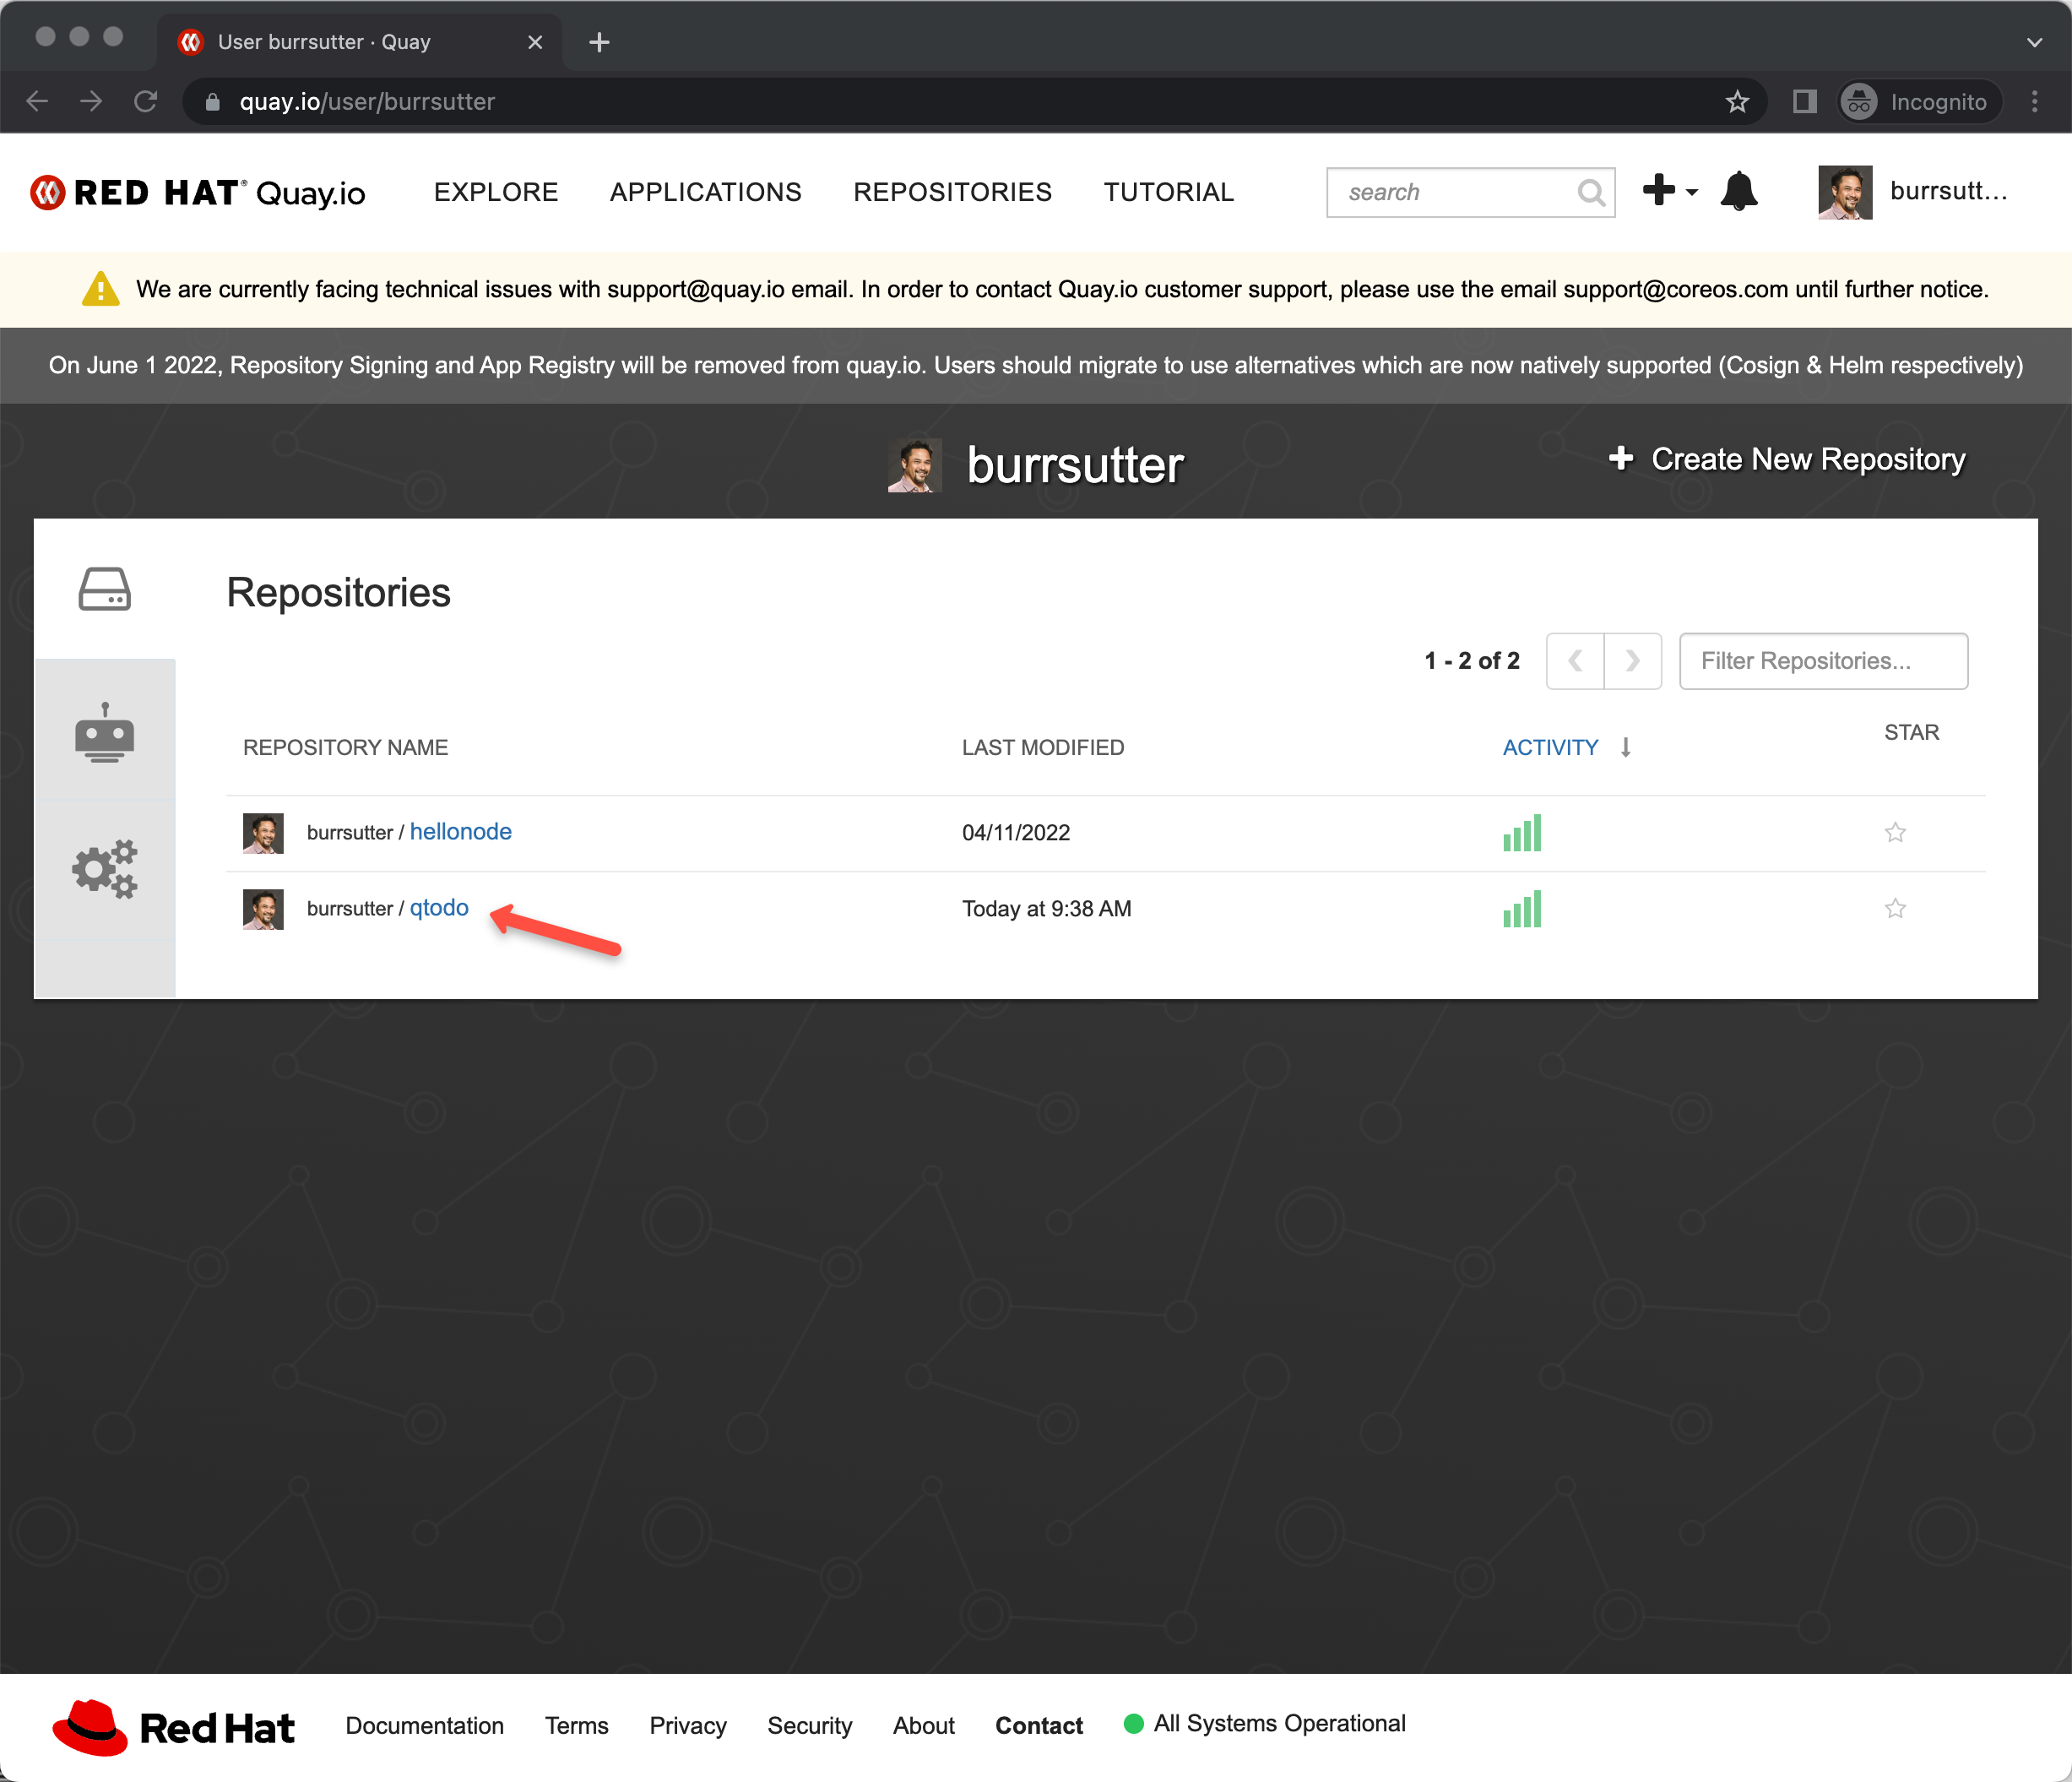 User burrsutter · Quay
quay.io/user/burrsutter
Incognito
RED HAT® Quay.io
EXPLORE
APPLICATIONS
REPOSITORIES
TUTORIAL
search
burrsutt...
We are currently facing technical issues with support@quay.io email. In order to contact Quay.io customer support, please use the email support@coreos.com until further notice.
On June 1 2022, Repository Signing and App Registry will be removed from quay.io. Users should migrate to use alternatives which are now natively supported (Cosign & Helm respectively)
burrsutter
Create New Repository
Repositories
1 - 2 of 2
Filter Repositories...
REPOSITORY NAME
LAST MODIFIED
ACTIVITY
STAR
burrsutter / hellonode
04/11/2022
burrsutter / qtodo
Today at 9:38 AM
Red Hat
Documentation
Terms
Privacy
Security
About
Contact
All Systems Operational